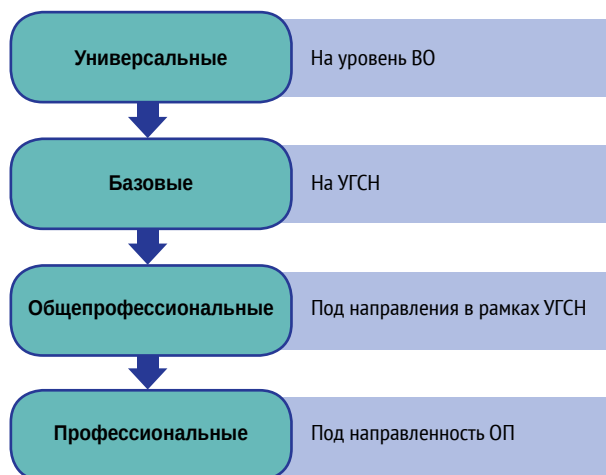 Универсальные
На уровень ВО
Базовые
На УГСН
Общепрофессиональные
Под направления в рамках УГСН
Профессиональные
Под направленность ОП